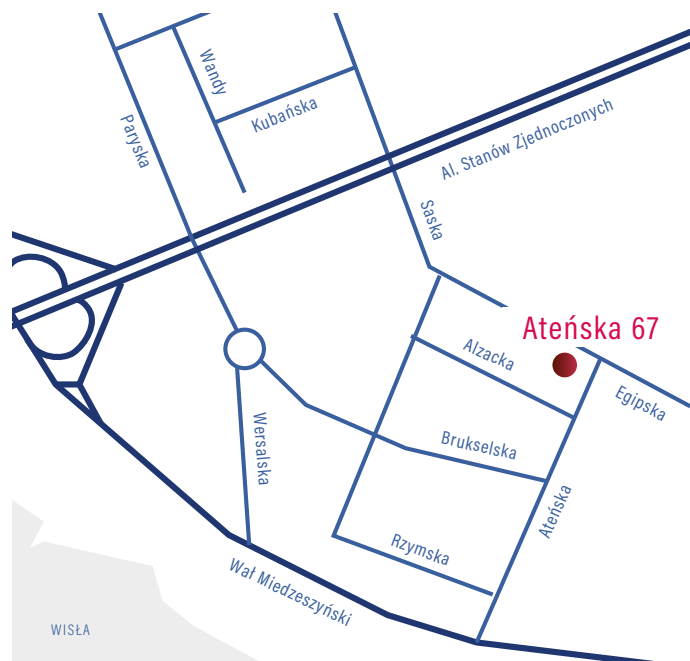 Wandy
Paryska
Kubańska
Al. Stanów Zjednoczonych
Saska
Ateńska 67
Alzacka
Egipska
Wersalska
Brukselska
Ateńska
Rzymska
Wał Miedzeszyński
WISŁA